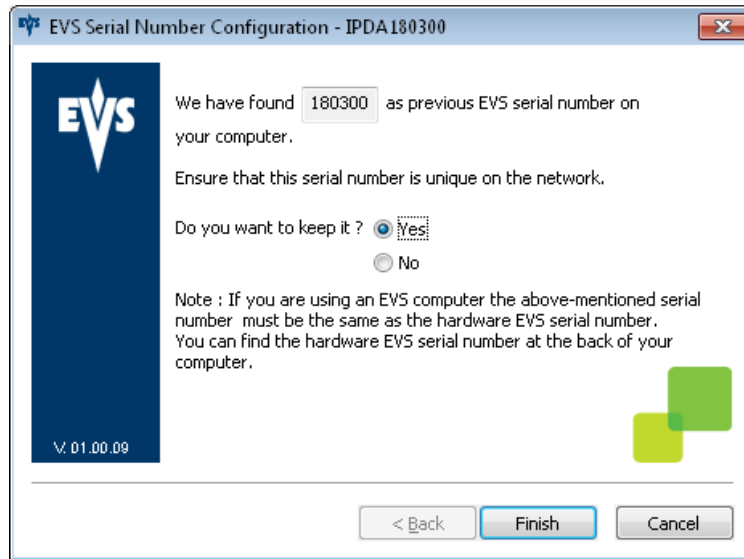 EVS Serial Number Configuration - IPDA180300
EVS
We have found 180300 as previous EVS serial number on
your computer.
Ensure that this serial number is unique on the network.
Do you want to keep it ? Yes
No
Note : If you are using an EVS computer the above-mentioned serial
number must be the same as the hardware EVS serial number.
You can find the hardware EVS serial number at the back of your
computer.
V. 01.00.09
< Back Finish Cancel